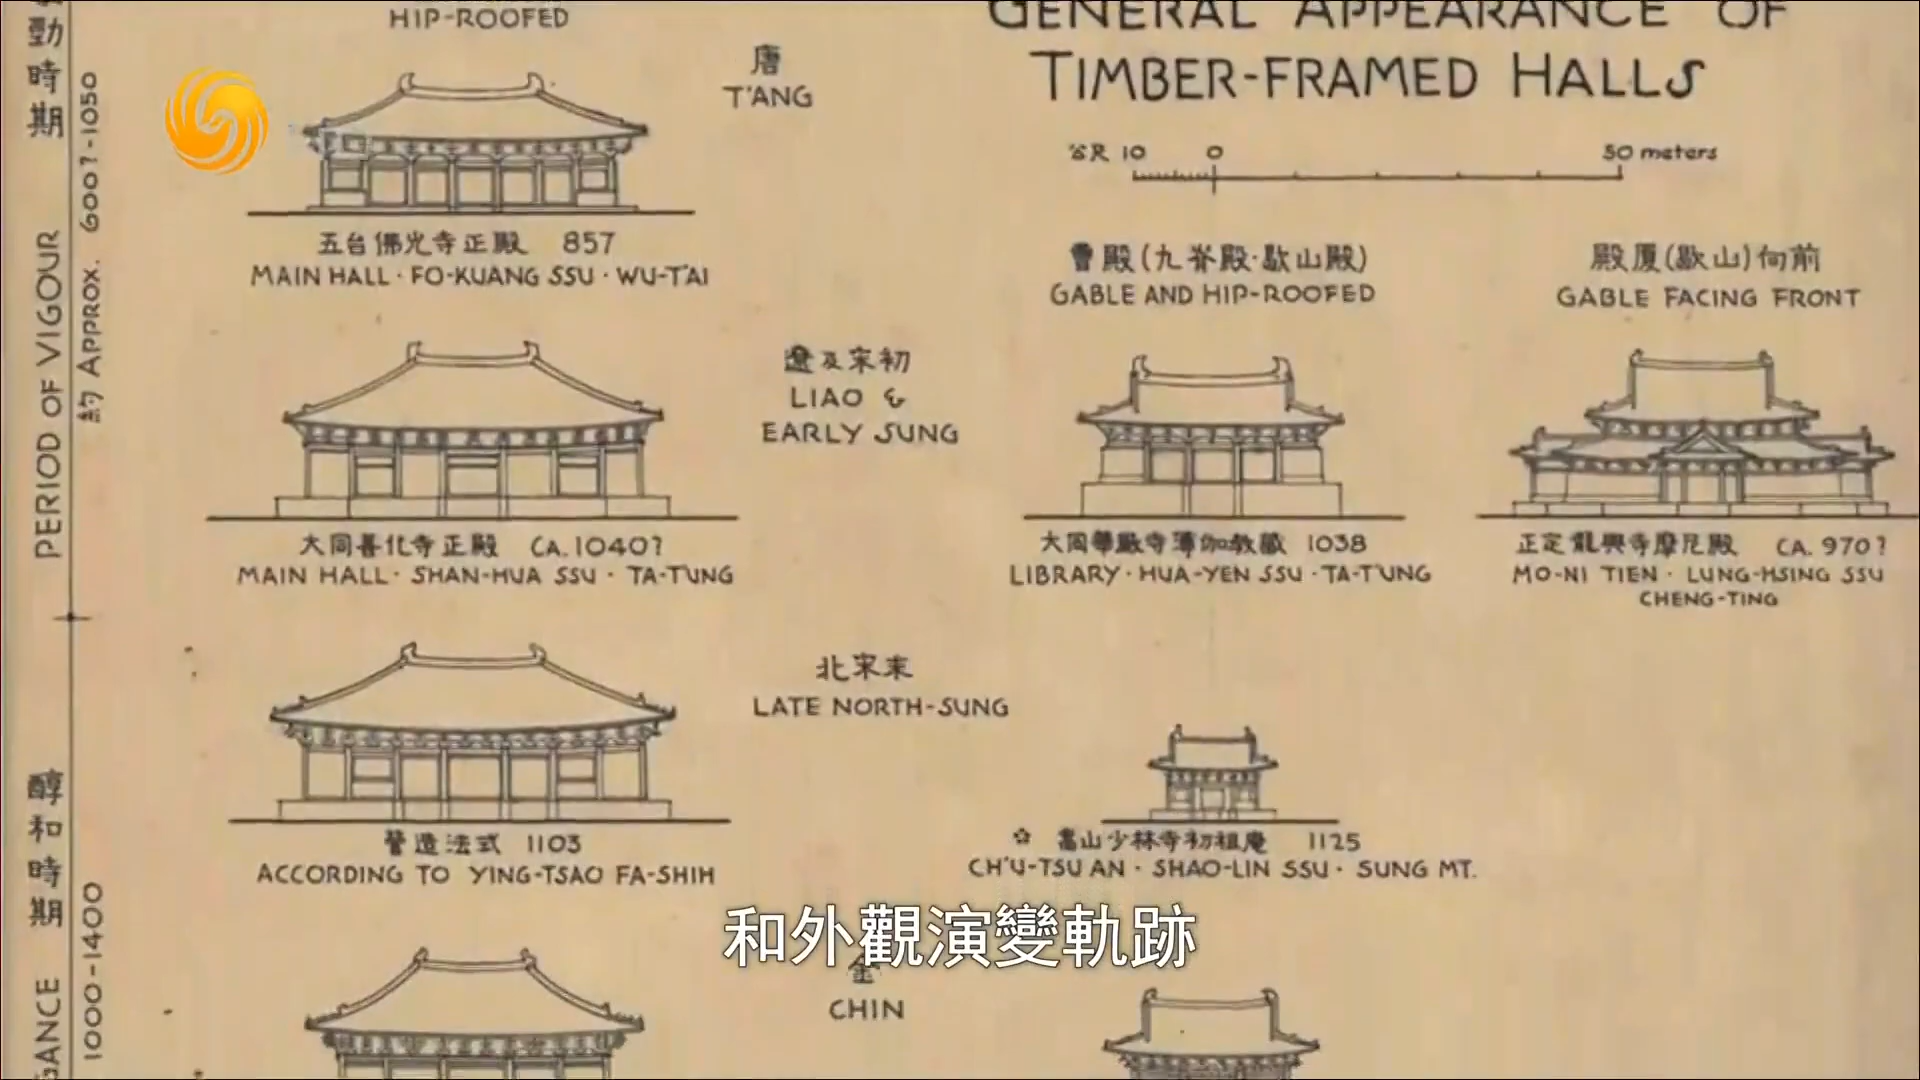 HIP-ROOFED
GENERAL APPEARANCE OF
TIMBER-FRAMED HALLS
唐
T'ANG
公尺 10 0 50 meters
勁時期
PERIOD OF VIGOUR
約 APPROX. 600?-1050
五台佛光寺正殿 857
MAIN HALL · FO-KUANG SSU · WU-T'AI
曹殿(九脊殿·歇山殿)
GABLE AND HIP-ROOFED
殿厦(歇山)向前
GABLE FACING FRONT
遼及宋初
LIAO &
EARLY SUNG
大同善化寺正殿 CA. 1040?
MAIN HALL · SHAN-HUA SSU · TA-T'UNG
大同華嚴寺薄伽教藏 1038
LIBRARY · HUA-YEN SSU · TA-T'UNG
正定龍興寺摩尼殿 CA. 970?
MO-NI TIEN · LUNG-HSING SSU
CHENG-TING
北宋末
LATE NORTH-SUNG
營造法式 1103
ACCORDING TO YING-TSAO FA-SHIH
嵩山少林寺初祖庵 1125
CH'U-TSU AN · SHAO-LIN SSU · SUNG MT.
醇和時期
1000-1400
和外觀演變軌跡
金
CHIN